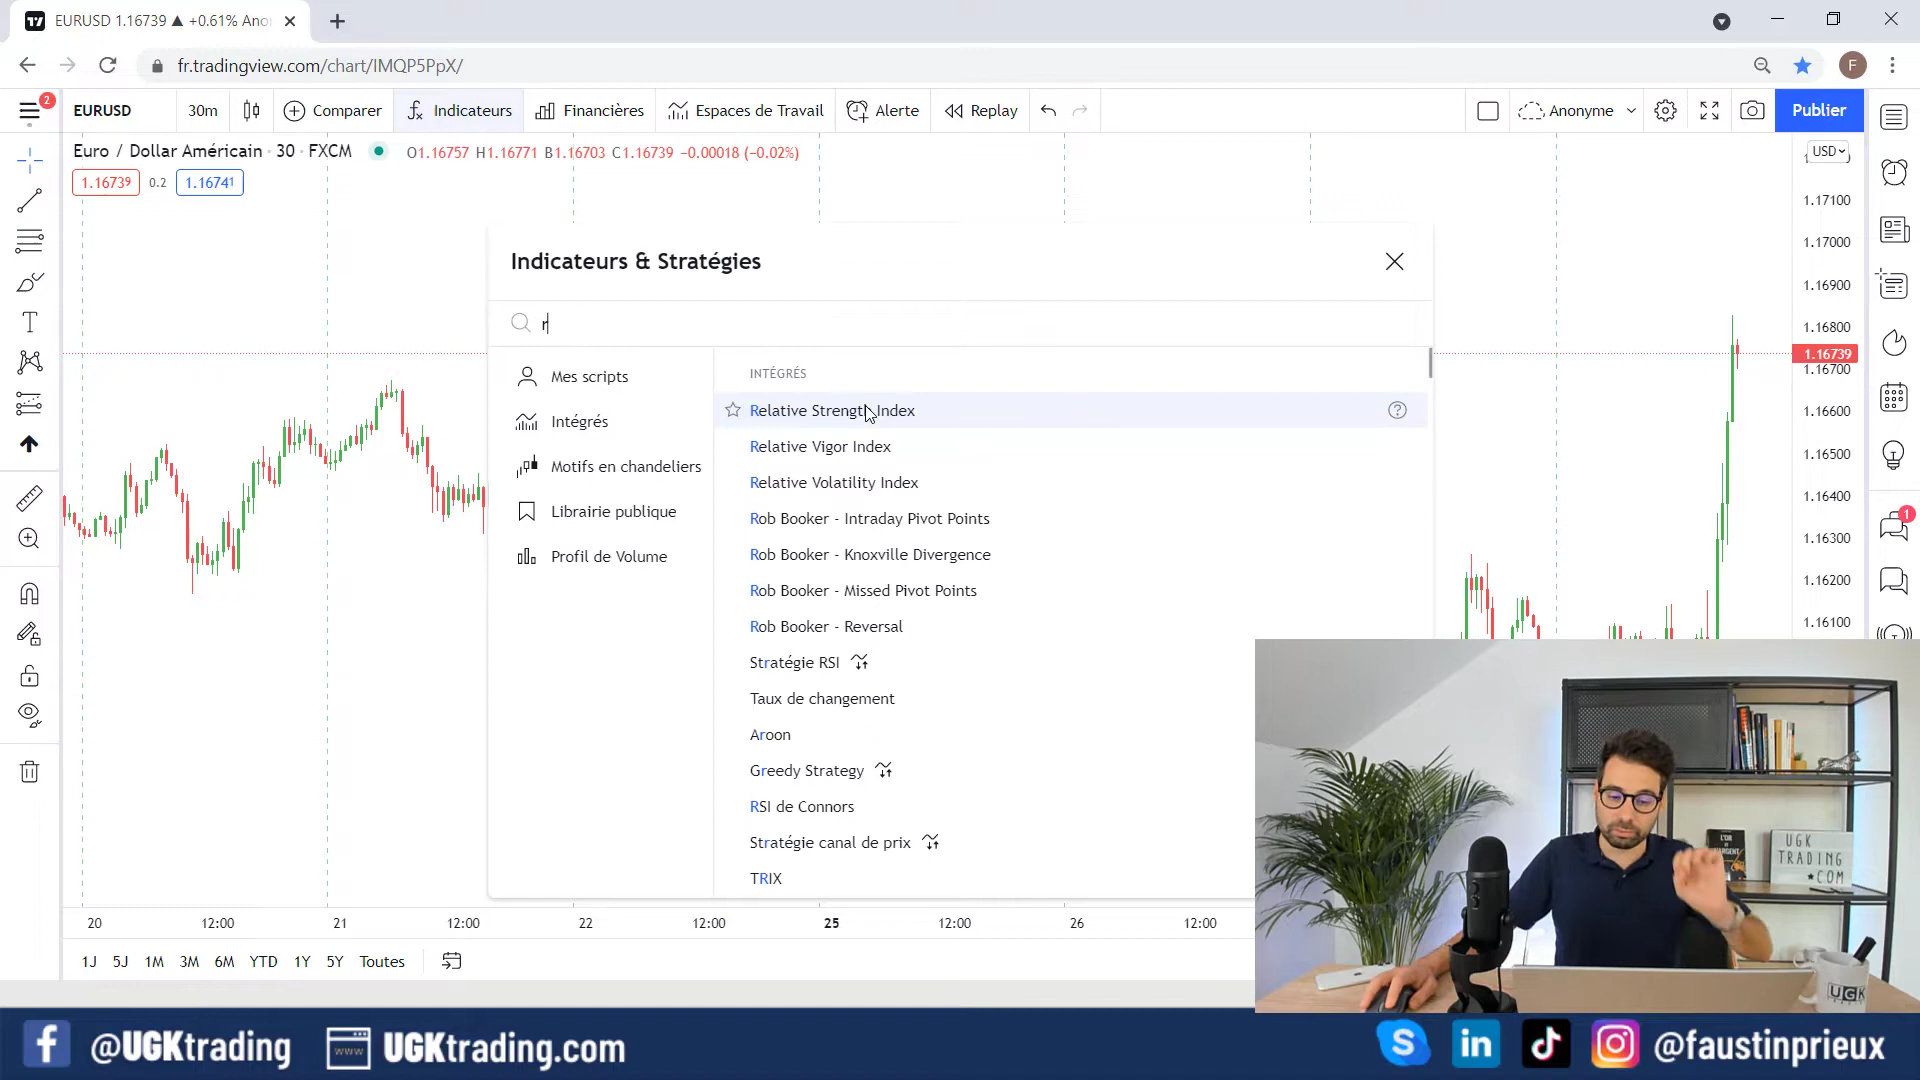 EURUSD 1.16739 ▲ +0.61% Ano
fr.tradingview.com/chart/IMQP5PpX/
F
2
EURUSD
30m
Comparer
Indicateurs
Financières
Espaces de Travail
Alerte
Replay
Anonyme
Publier
Euro / Dollar Américain · 30 · FXCM
O1.16757 H1.16771 B1.16703 C1.16739 −0.00018 (−0.02%)
USD
1.16739
0.2
1.16741
1.17100
1.17000
1.16900
1.16800
1.16739
1.16700
1.16600
1.16500
1.16400
1.16300
1.16200
1.16100
1
Indicateurs & Stratégies
r
Mes scripts
Intégrés
Motifs en chandeliers
Librairie publique
Profil de Volume
INTÉGRÉS
Relative Strength Index
Relative Vigor Index
Relative Volatility Index
Rob Booker - Intraday Pivot Points
Rob Booker - Knoxville Divergence
Rob Booker - Missed Pivot Points
Rob Booker - Reversal
Stratégie RSI
Taux de changement
Aroon
Greedy Strategy
RSI de Connors
Stratégie canal de prix
TRIX
20
12:00
21
12:00
22
12:00
25
12:00
26
12:00
1J
5J
1M
3M
6M
YTD
1Y
5Y
Toutes
UGK
TRADING
★COM
UGK
@UGKtrading
www
UGKtrading.com
@faustinprieux